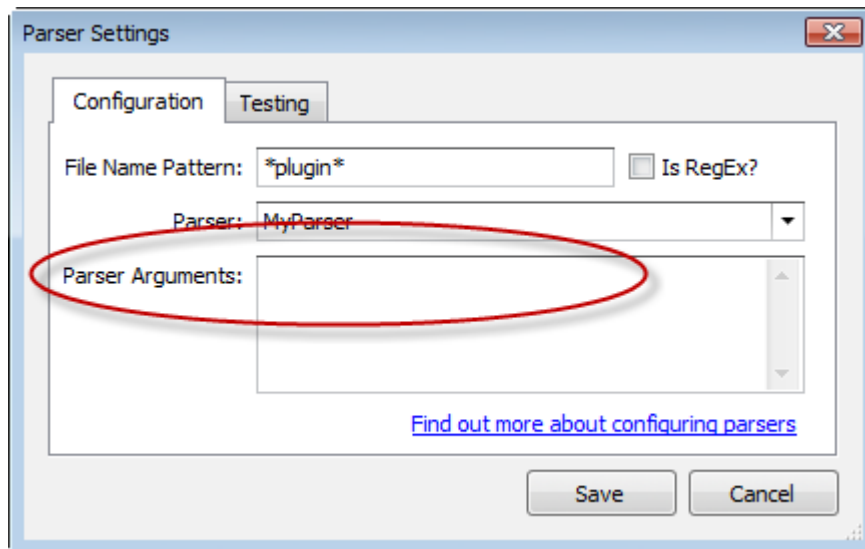 Parser Settings
Configuration Testing
File Name Pattern: *plugin* Is RegEx?
Parser: MyParser
Parser Arguments:
Find out more about configuring parsers
Save Cancel